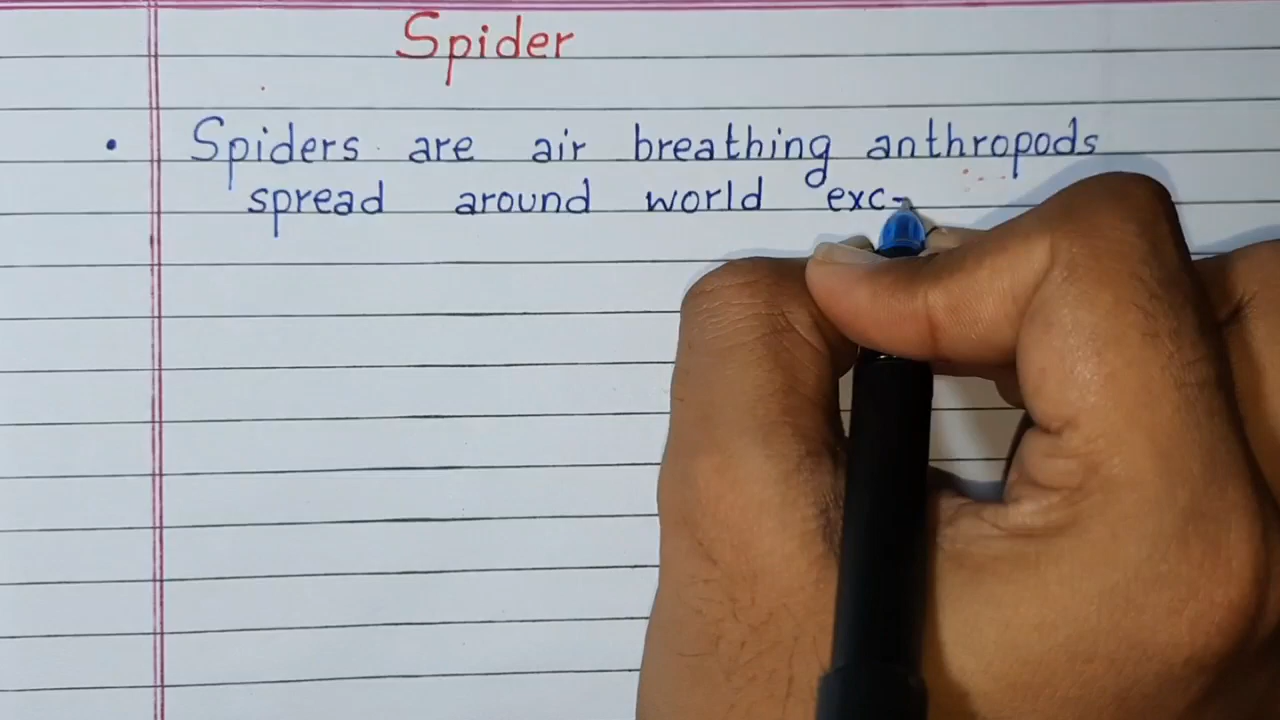 Spider
• Spiders are air breathing anthropods
spread around world exc